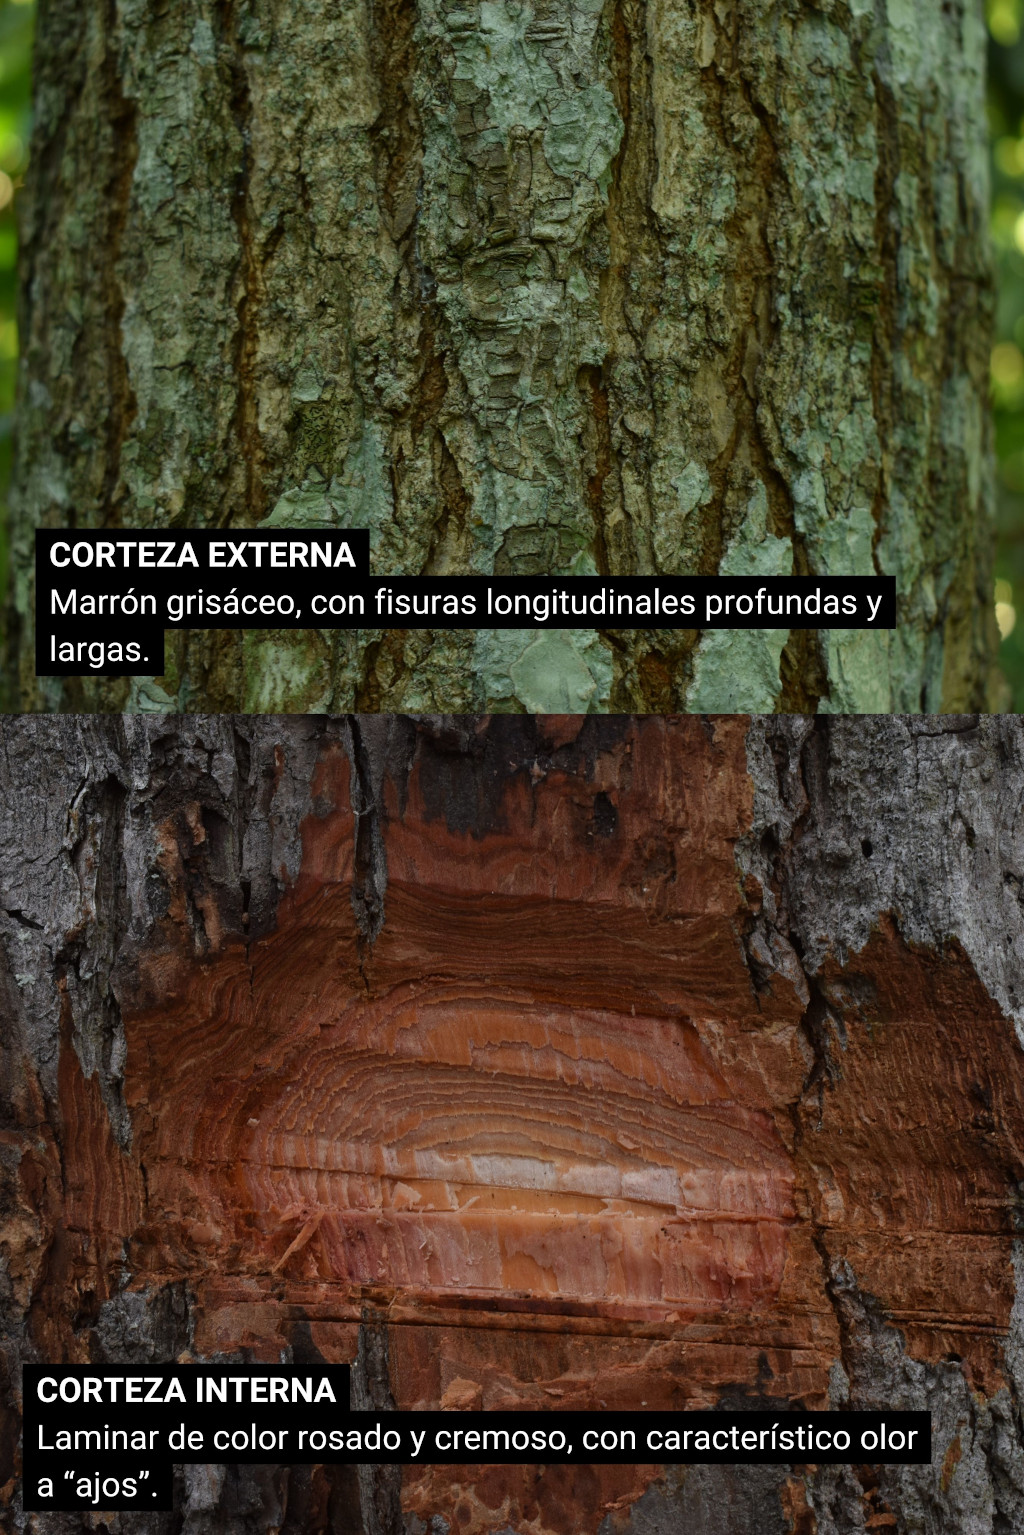 CORTEZA EXTERNA
Marrón grisáceo, con fisuras longitudinales profundas y
largas.
CORTEZA INTERNA
Laminar de color rosado y cremoso, con característico olor
a “ajos”.